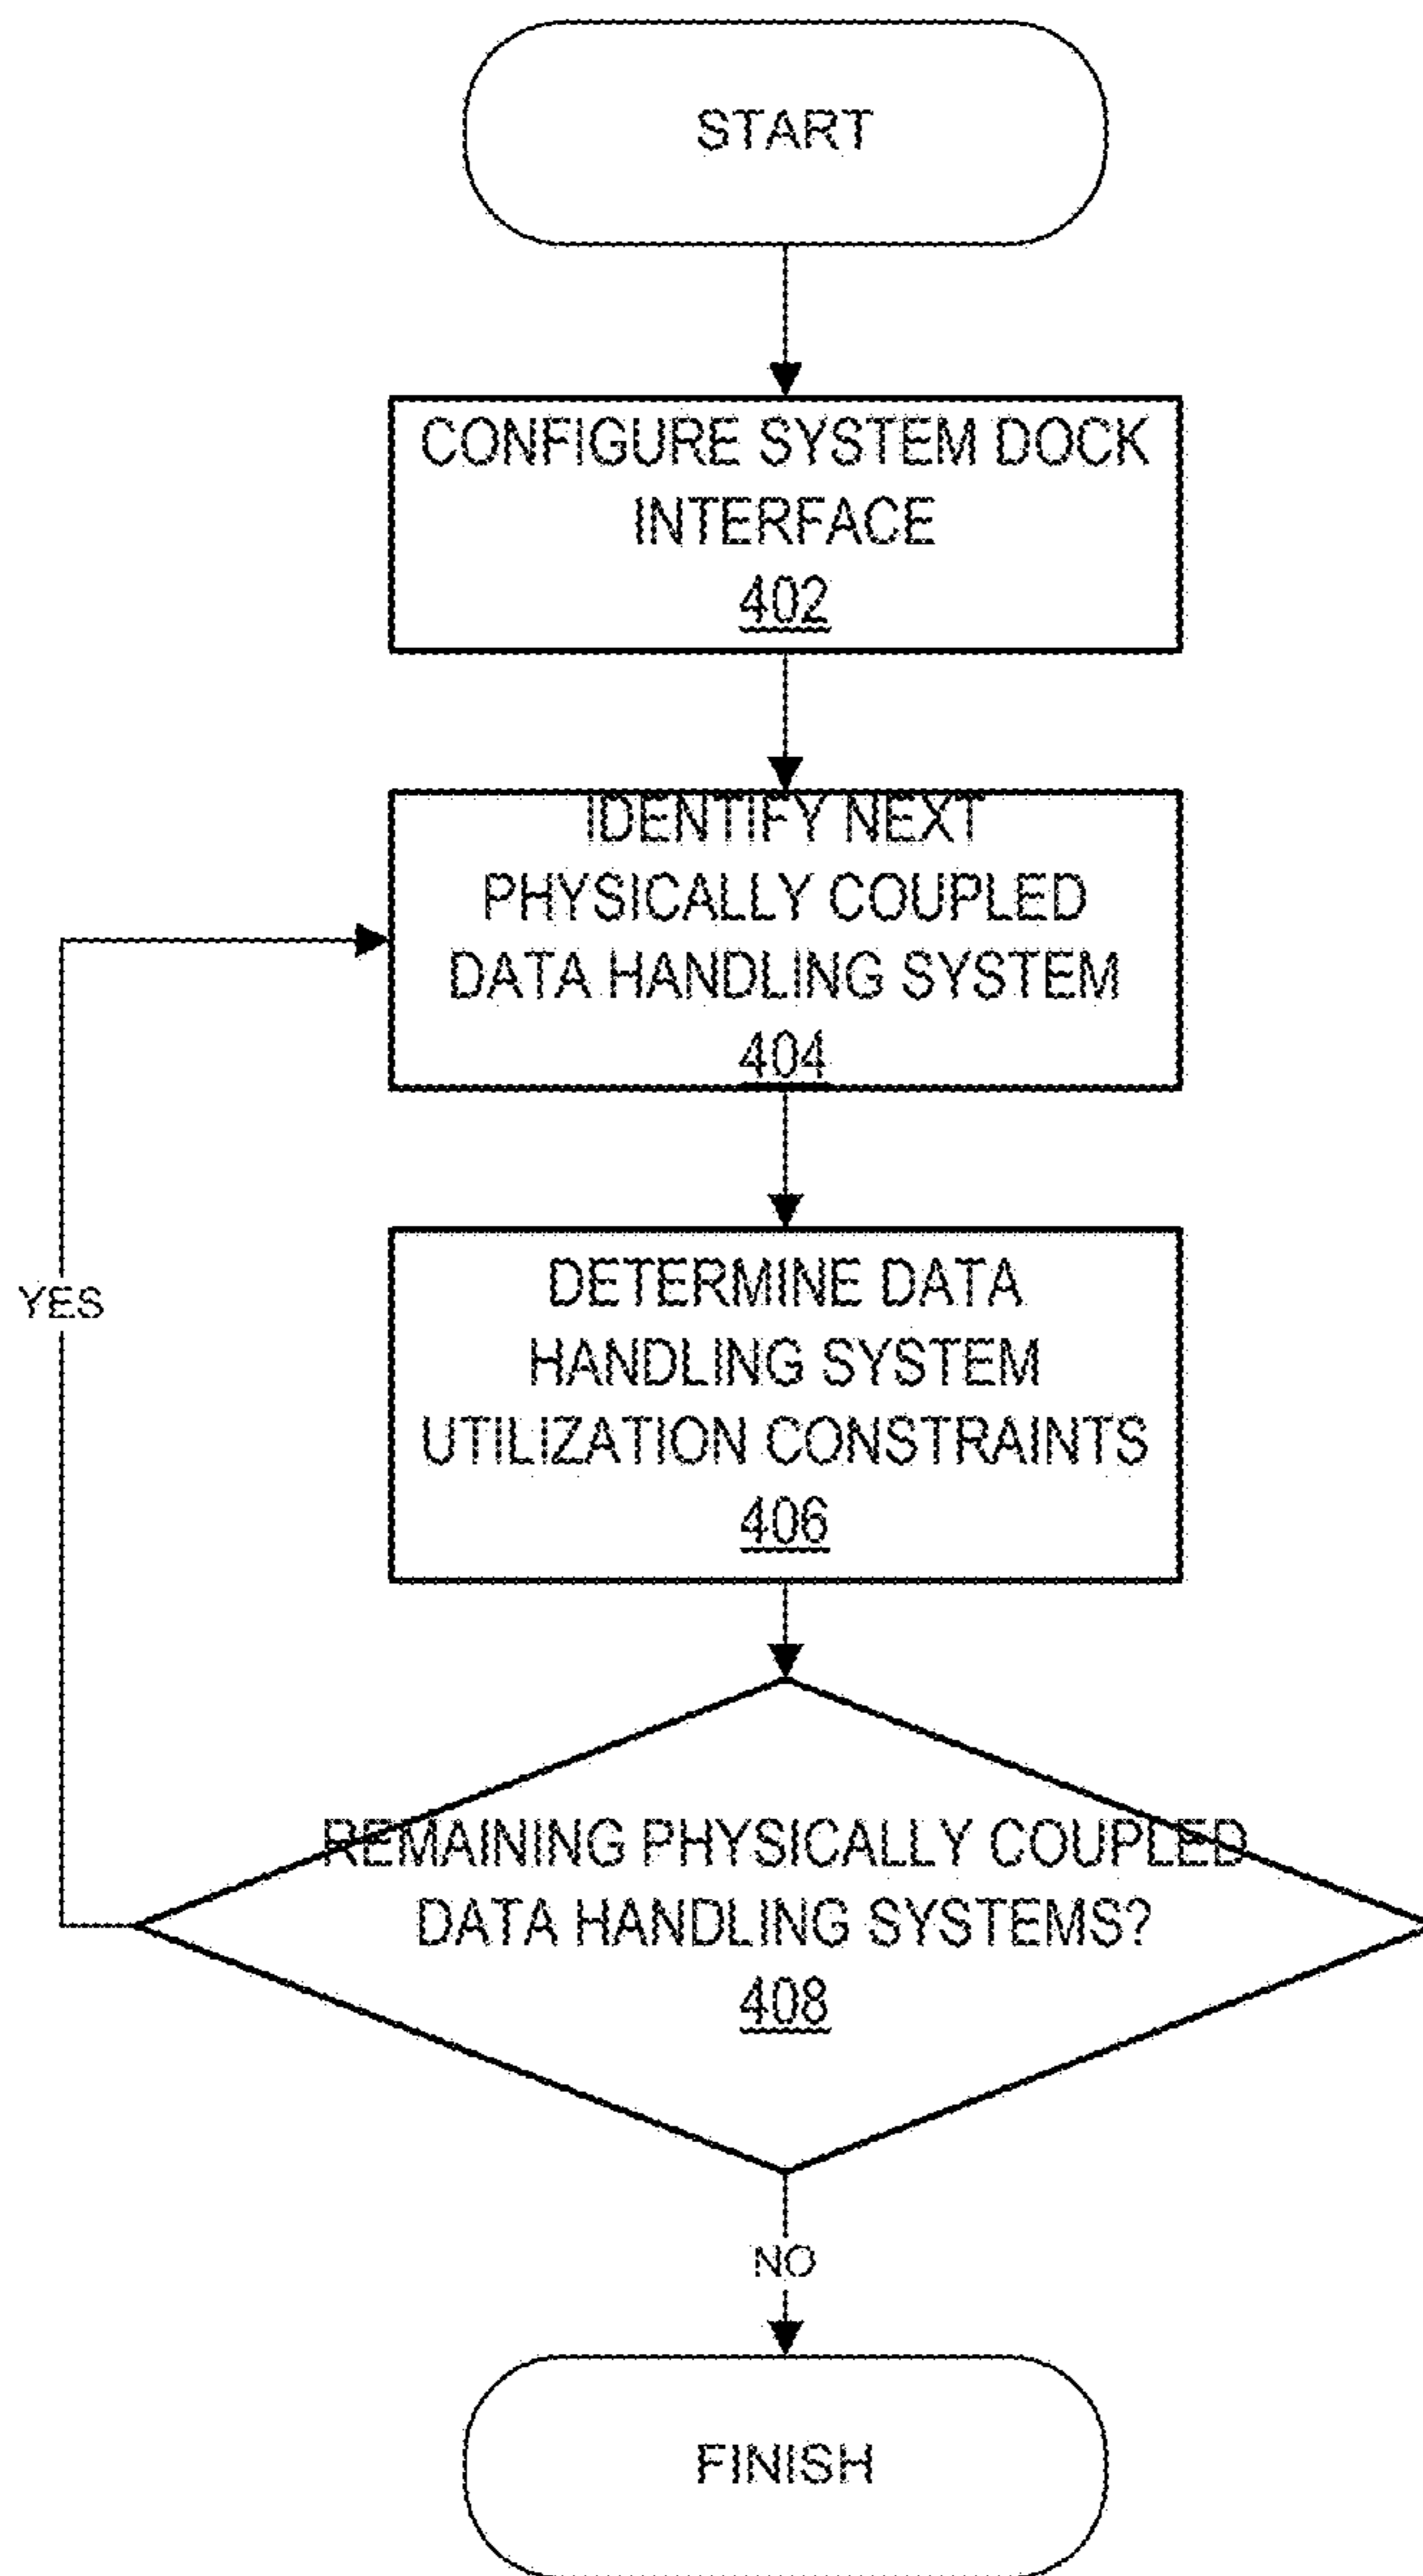 START
CONFIGURE SYSTEM DOCK
INTERFACE
402
IDENTIFY NEXT
PHYSICALLY COUPLED
DATA HANDLING SYSTEM
404
DETERMINE DATA
HANDLING SYSTEM
UTILIZATION CONSTRAINTS
406
YES
REMAINING PHYSICALLY COUPLED
DATA HANDLING SYSTEMS?
408
NO
FINISH